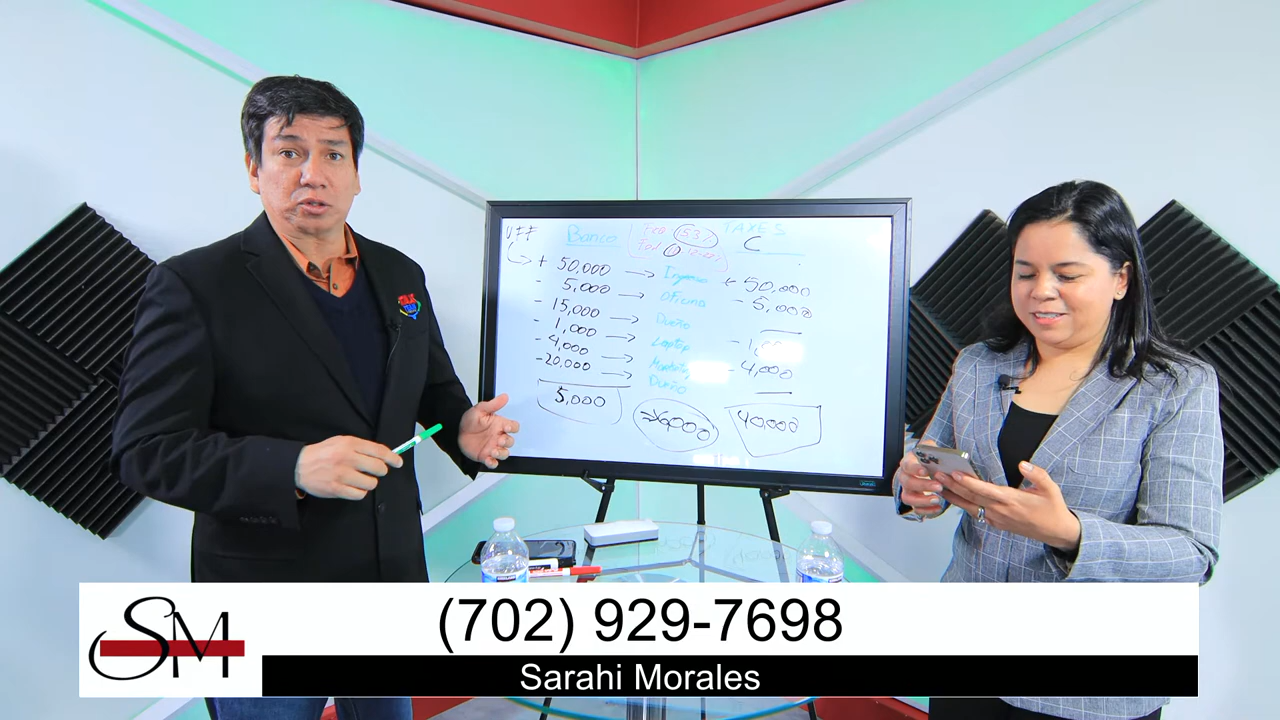 TAXES
Banco
C
+ 50,000 → Ingreso + 50,000
- 5,000 → Oficina - 5,000
- 15,000 → Dueño —
- 1,000 → Laptop
- 4,000 → - 4,000
- 20,000 → Dueño —
5,000
40,000
SM
(702) 929-7698
Sarahi Morales